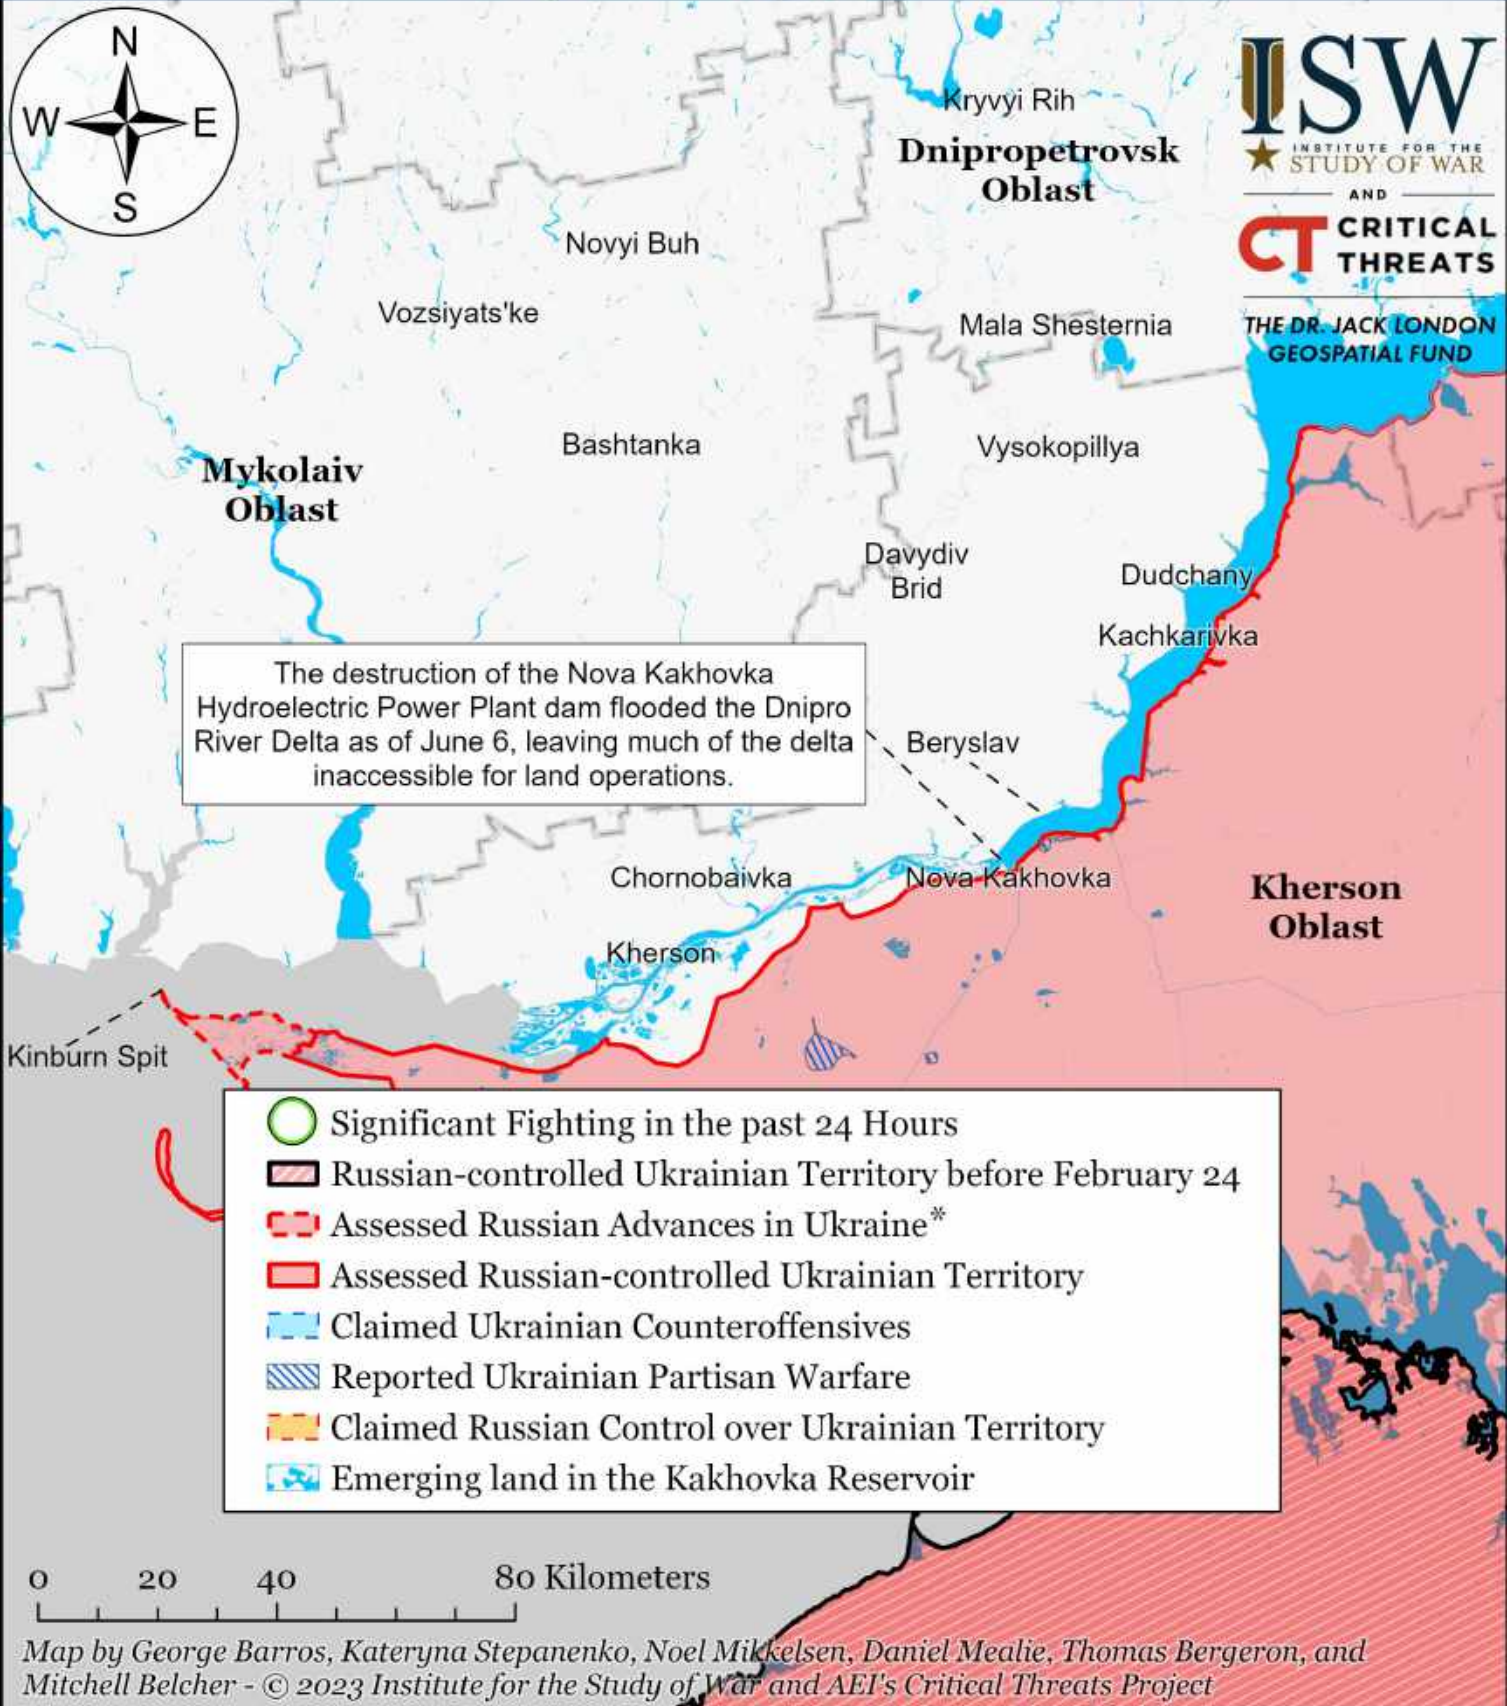 N
W E
S
ISW
INSTITUTE FOR THE
STUDY OF WAR
AND
CT CRITICAL
THREATS
THE DR. JACK LONDON
GEOSPATIAL FUND
Kryvyi Rih
Dnipropetrovsk
Oblast
Novyi Buh
Vozsiyats'ke
Mala Shesternia
Bashtanka
Vysokopillya
Mykolaiv
Oblast
Davydiv
Brid
Dudchany
Kachkarivka
The destruction of the Nova Kakhovka
Hydroelectric Power Plant dam flooded the Dnipro
River Delta as of June 6, leaving much of the delta
inaccessible for land operations.
Beryslav
Chornobaivka
Nova Kakhovka
Kherson
Oblast
Kherson
Kinburn Spit
Significant Fighting in the past 24 Hours
Russian-controlled Ukrainian Territory before February 24
Assessed Russian Advances in Ukraine*
Assessed Russian-controlled Ukrainian Territory
Claimed Ukrainian Counteroffensives
Reported Ukrainian Partisan Warfare
Claimed Russian Control over Ukrainian Territory
Emerging land in the Kakhovka Reservoir
0 20 40 80 Kilometers
Map by George Barros, Kateryna Stepanenko, Noel Mikkelsen, Daniel Mealie, Thomas Bergeron, and
Mitchell Belcher - © 2023 Institute for the Study of War and AEI's Critical Threats Project